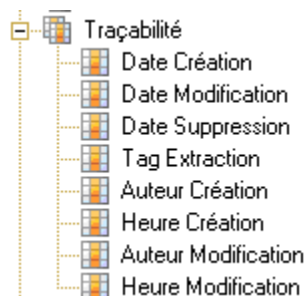 Traçabilité
Date Création
Date Modification
Date Suppression
Tag Extraction
Auteur Création
Heure Création
Auteur Modification
Heure Modification